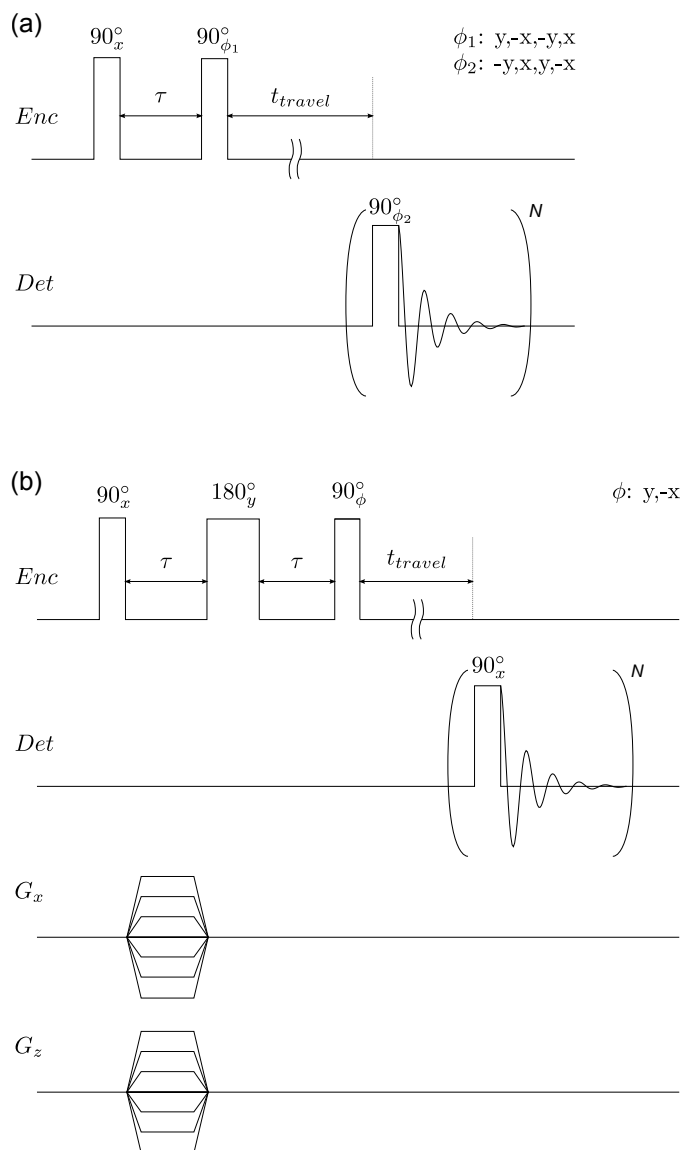 (a)
90°x 90°ϕ1 ϕ1: y,-x,-y,x
ϕ2: -y,x,y,-x
τ ttravel
Enc
90°ϕ2 N
Det
(b)
90°x 180°y 90°ϕ ϕ: y,-x
τ τ ttravel
Enc
90°x N
Det
Gx
Gz